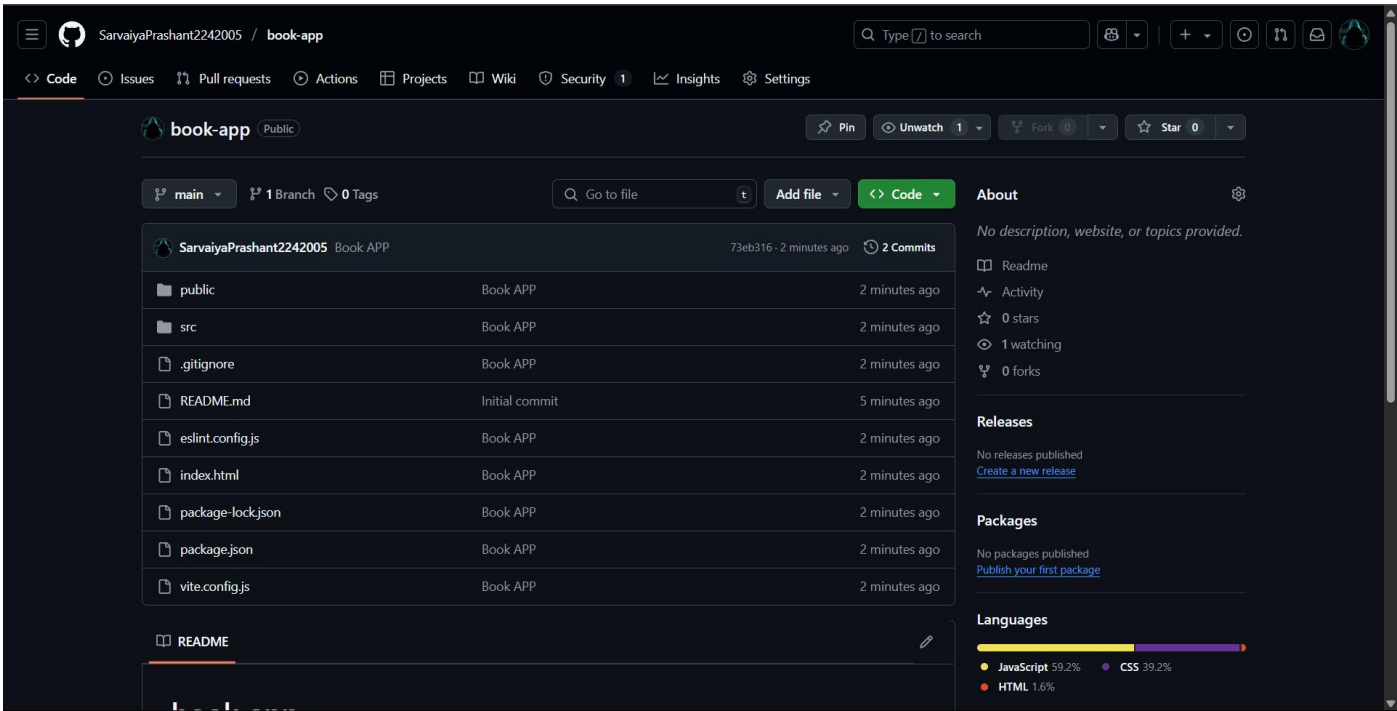 SarvaiyaPrashant2242005 / book-app
Type / to search
Code Issues Pull requests Actions Projects Wiki Security 1 Insights Settings
book-app Public
Pin Unwatch 1 Fork 0 Star 0
main 1 Branch 0 Tags Go to file t Add file Code
SarvaiyaPrashant2242005 Book APP 73eb316 · 2 minutes ago 2 Commits
public Book APP 2 minutes ago
src Book APP 2 minutes ago
.gitignore Book APP 2 minutes ago
README.md Initial commit 5 minutes ago
eslint.config.js Book APP 2 minutes ago
index.html Book APP 2 minutes ago
package-lock.json Book APP 2 minutes ago
package.json Book APP 2 minutes ago
vite.config.js Book APP 2 minutes ago
README
book-app
About
No description, website, or topics provided.
Readme
Activity
0 stars
1 watching
0 forks
Releases
No releases published
Create a new release
Packages
No packages published
Publish your first package
Languages
JavaScript 59.2% CSS 39.2%
HTML 1.6%